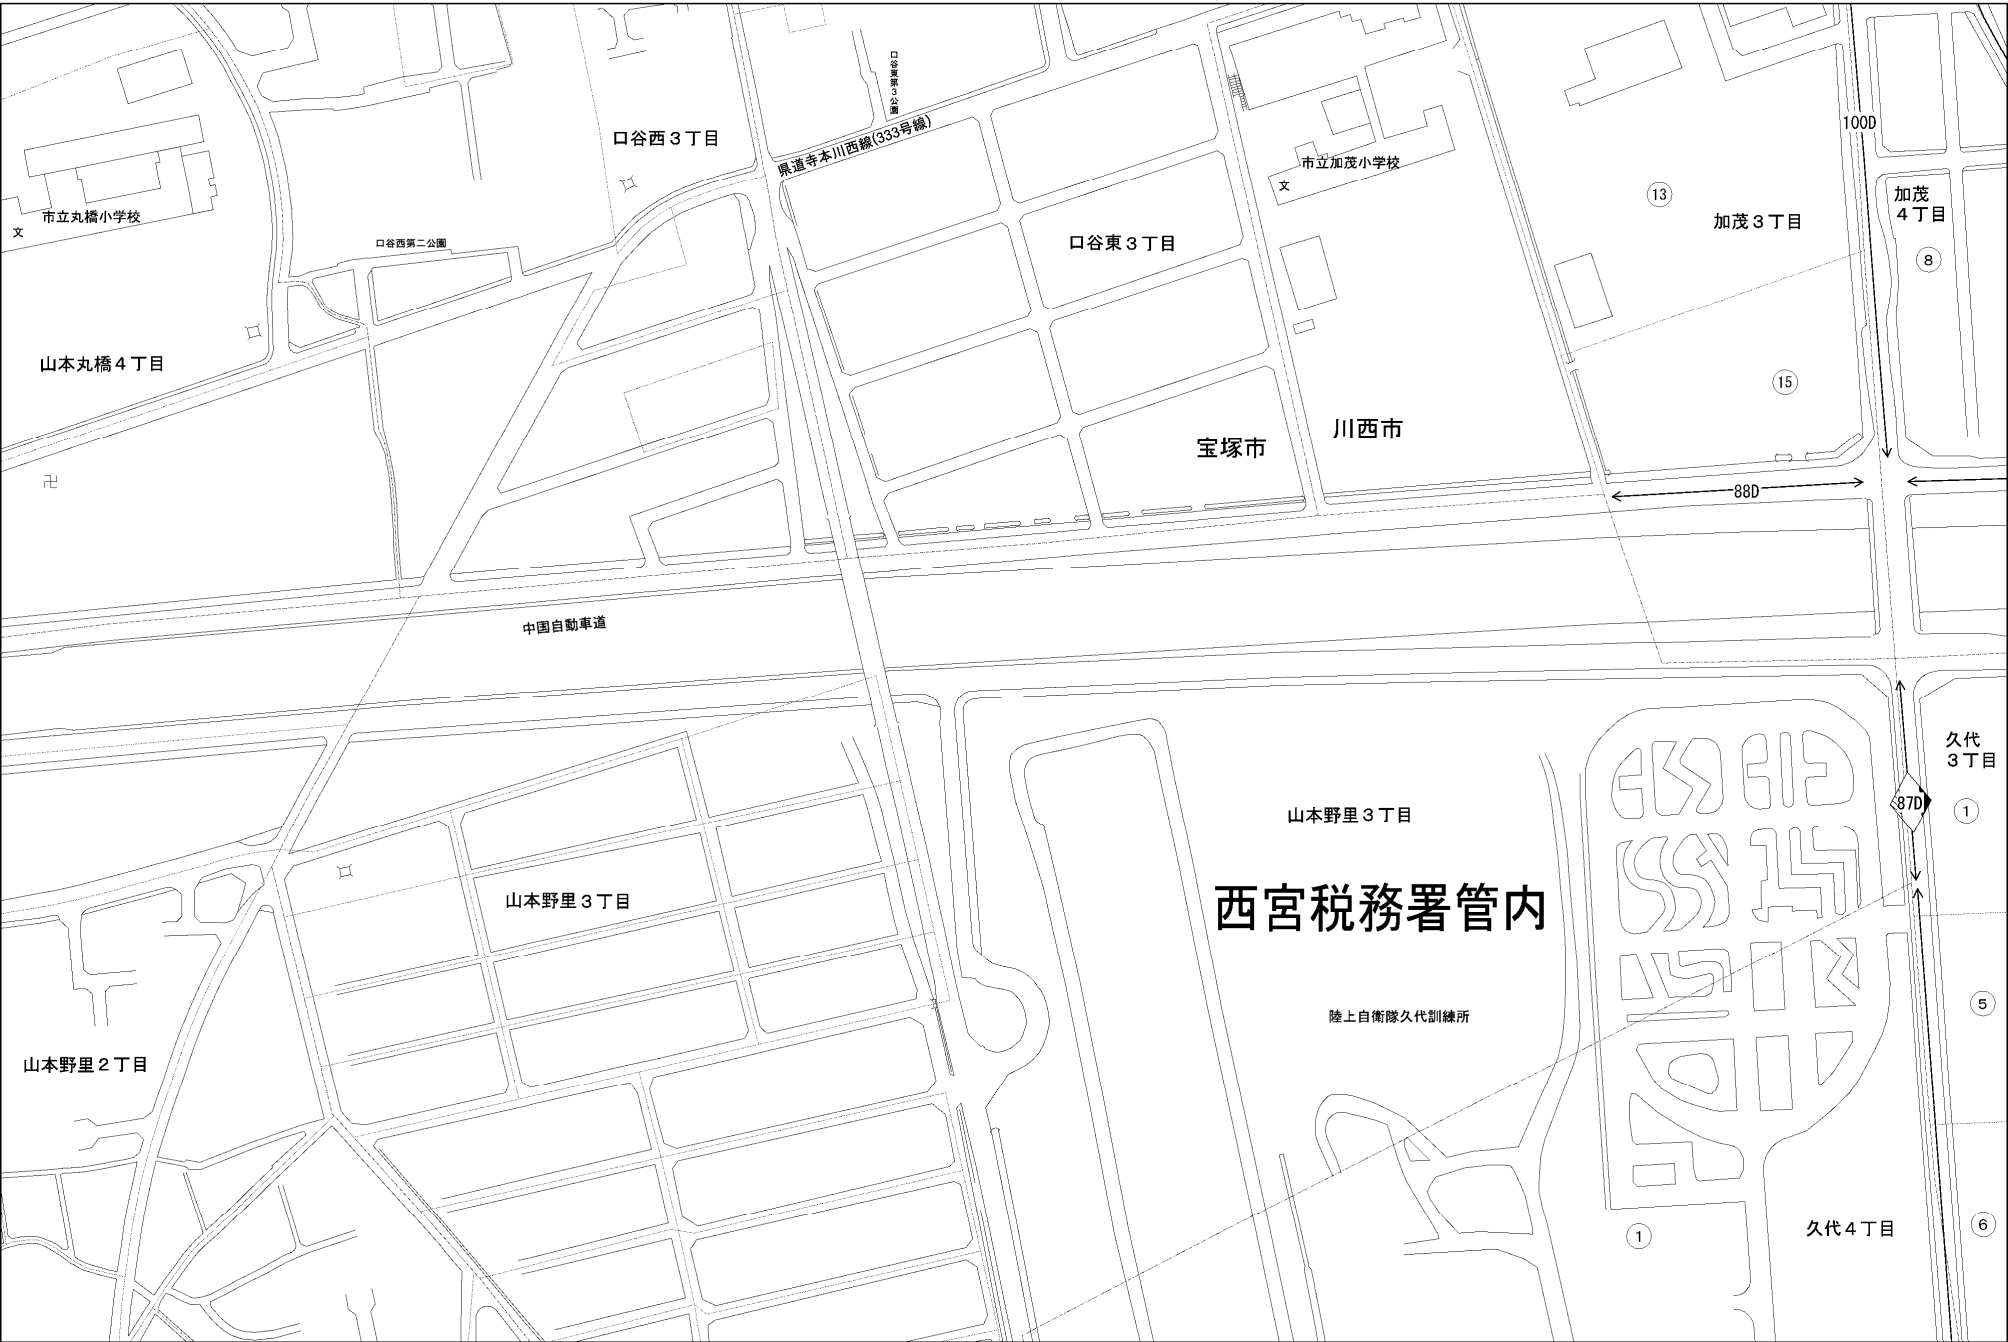 口谷東第3公園
県道寺本川西線(333号線)
口谷西3丁目
100D
市立加茂小学校
文
13
加茂
4丁目
加茂3丁目
市立丸橋小学校
文
口谷西第二公園
口谷東3丁目
8
山本丸橋4丁目
15
川西市
宝塚市
卍
88D
中国自動車道
久代
3丁目
87D
1
山本野里3丁目
山本野里3丁目
西宮税務署管内
5
陸上自衛隊久代訓練所
山本野里2丁目
6
久代4丁目
1